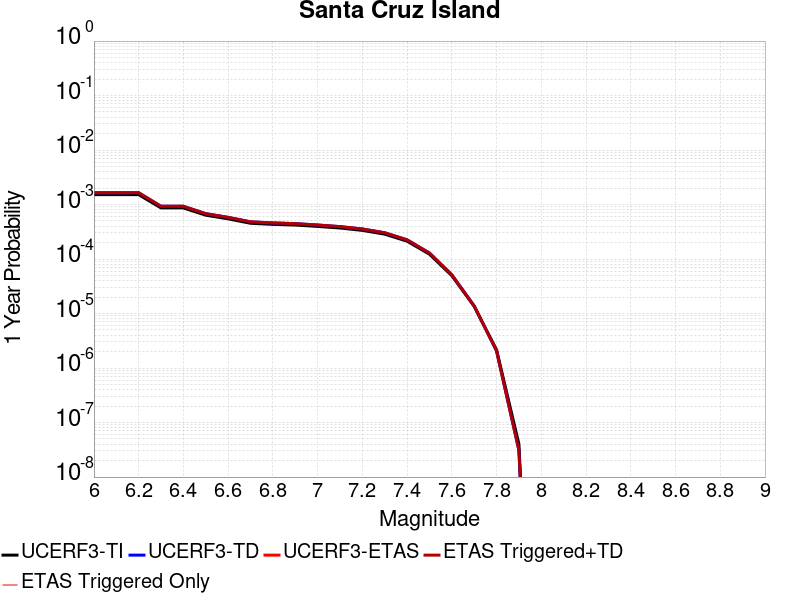 Santa Cruz Island
10^0
10^-1
10^-2
10^-3
10^-4
10^-5
10^-6
10^-7
10^-8
1 Year Probability
6 6.2 6.4 6.6 6.8 7 7.2 7.4 7.6 7.8 8 8.2 8.4 8.6 8.8 9
Magnitude
UCERF3-TI UCERF3-TD UCERF3-ETAS ETAS Triggered+TD
ETAS Triggered Only